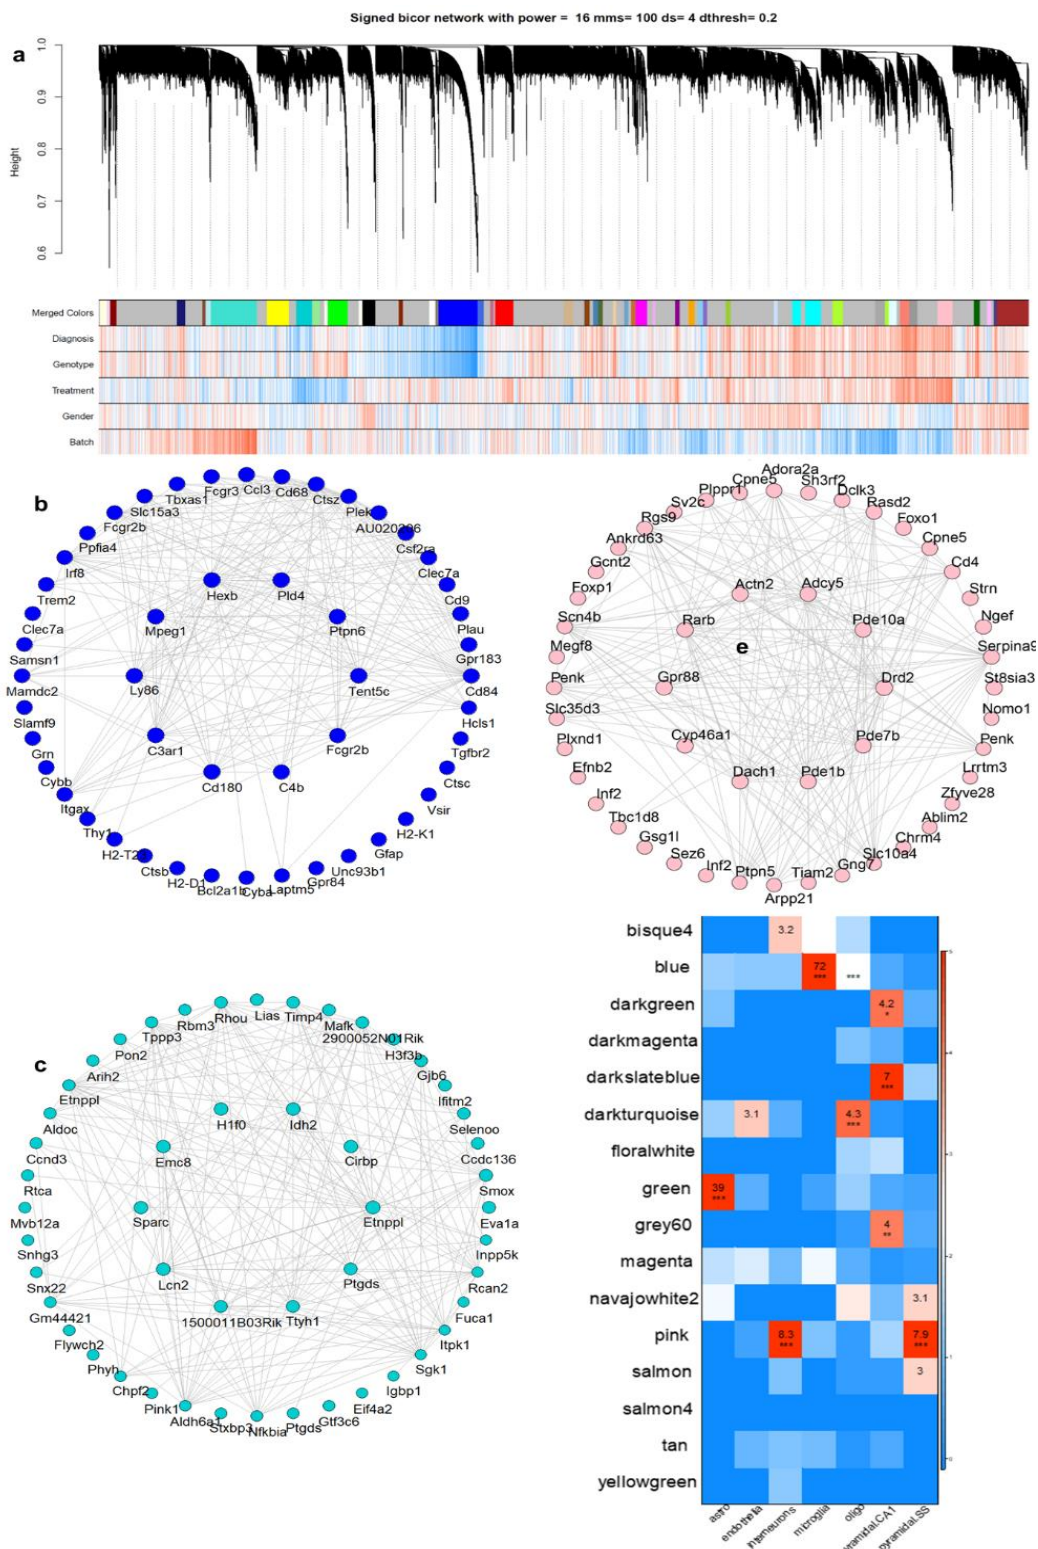 Signed bicor network with power = 16 mms= 100 ds= 4 dthresh= 0.2
a
Height
1.0
0.9
0.8
0.7
0.6
Merged Colors
Diagnosis
Genotype
Treatment
Gender
Batch
b
Fcgr3
Ccl3
Cd68
Ctsz
Tbxas1
Plek
Slc15a3
AU020206
Fcgr2b
Csf2ra
Ppfia4
Clec7a
Irf8
Cd9
Trem2
Plau
Clec7a
Gpr183
Samsn1
Cd84
Mamdc2
Hcls1
Slamf9
Tgfbr2
Grn
Ctsc
Cybb
Vsir
Itgax
H2-K1
Thy1
Gfap
H2-T23
Unc93b1
Ctsb
Gpr84
H2-D1
Laptm5
Bcl2a1b
Cyba
Hexb
Pld4
Mpeg1
Ptpn6
Ly86
Tent5c
C3ar1
Fcgr2b
Cd180
C4b
e
Adora2a
Cpne5
Sh3rf2
Plppr1
Dclk3
Sv2c
Rasd2
Rgs9
Foxo1
Ankrd63
Cpne5
Gcnt2
Cd4
Foxp1
Strn
Scn4b
Ngef
Megf8
Serpina9
Penk
St8sia3
Slc35d3
Nomo1
Plxnd1
Penk
Efnb2
Lrrtm3
Inf2
Zfyve28
Tbc1d8
Ablim2
Gsg1l
Chrm4
Sez6
Slc10a4
Inf2
Gng7
Ptpn5
Tiam2
Arpp21
Actn2
Adcy5
Rarb
Pde10a
Gpr88
Drd2
Cyp46a1
Pde7b
Dach1
Pde1b
c
Rhou
Lias
Timp4
Rbm3
Mafk
Tppp3
2900052N01Rik
Pon2
H3f3b
Arih2
Gjb6
Etnppl
Ifitm2
Aldoc
Selenoo
Ccnd3
Ccdc136
Rtca
Smox
Mvb12a
Eva1a
Snhg3
Inpp5k
Snx22
Rcan2
Gm44421
Fuca1
Flywch2
Itpk1
Phyh
Sgk1
Chpf2
Igbp1
Pink1
Eif4a2
Aldh6a1
Gtf3c6
Stxbp3
Ptgds
Nfkbia
H1f0
Idh2
Emc8
Cirbp
Sparc
Etnppl
Lcn2
Ptgds
1500011B03Rik
Ttyh1
bisque4
3.2
blue
72
***
***
darkgreen
4.2
*
darkmagenta
darkslateblue
7
***
darkturquoise
3.1
4.3
***
floralwhite
green
39
***
grey60
4
**
magenta
navajowhite2
3.1
pink
8.3
***
7.9
***
salmon
3
salmon4
tan
yellowgreen
astro
endothelia
interneurons
microglia
oligo
yramidal.CA1
pyramidal.SS